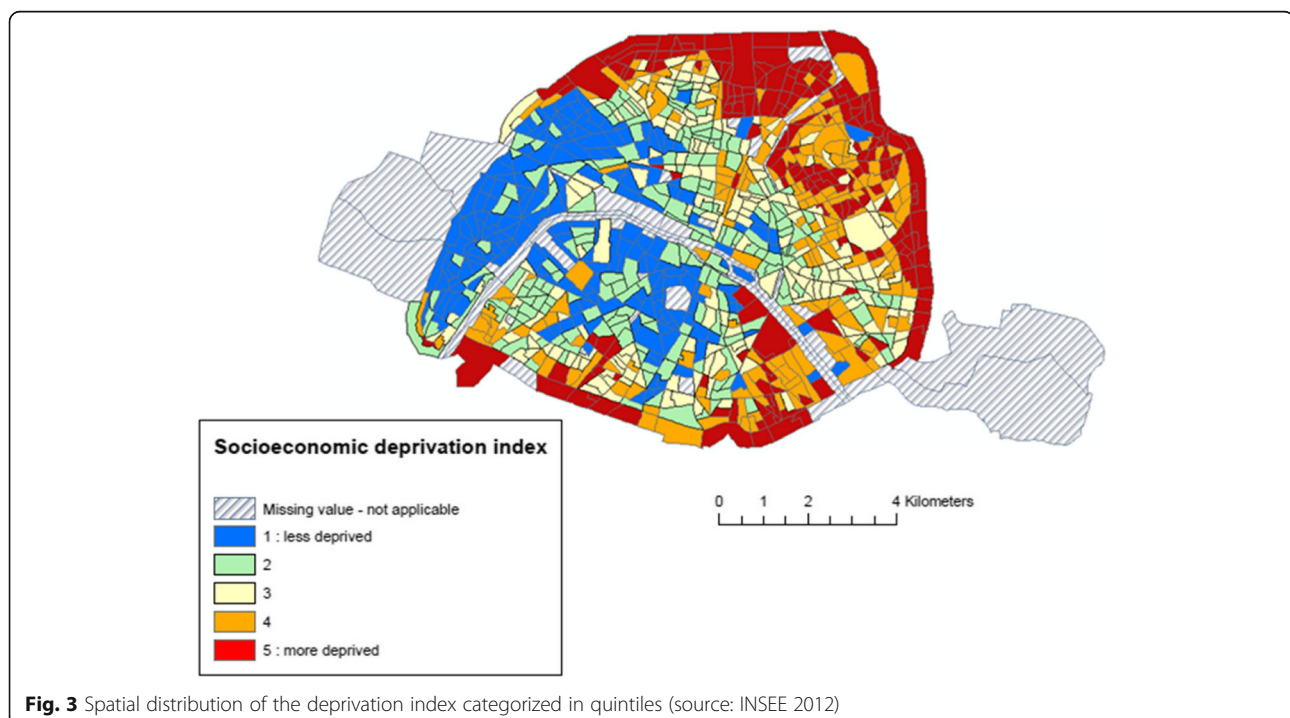 Socioeconomic deprivation index
Missing value - not applicable
1 : less deprived
2
3
4
5 : more deprived
0 1 2 4 Kilometers
Fig. 3 Spatial distribution of the deprivation index categorized in quintiles (source: INSEE 2012)